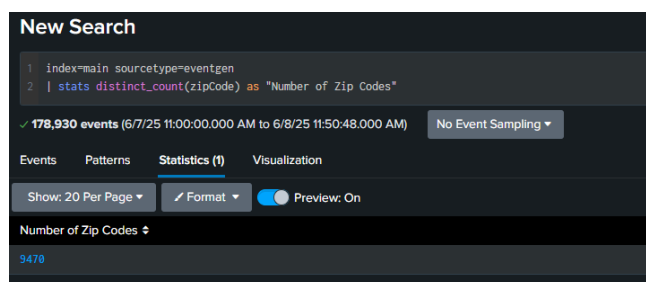 New Search
1 index=main sourcetype=eventgen
2 | stats distinct_count(zipCode) as "Number of Zip Codes"
✓ 178,930 events (6/7/25 11:00:00.000 AM to 6/8/25 11:50:48.000 AM) No Event Sampling ▾
Events Patterns Statistics (1) Visualization
Show: 20 Per Page ▾ Format ▾ Preview: On
Number of Zip Codes
9470